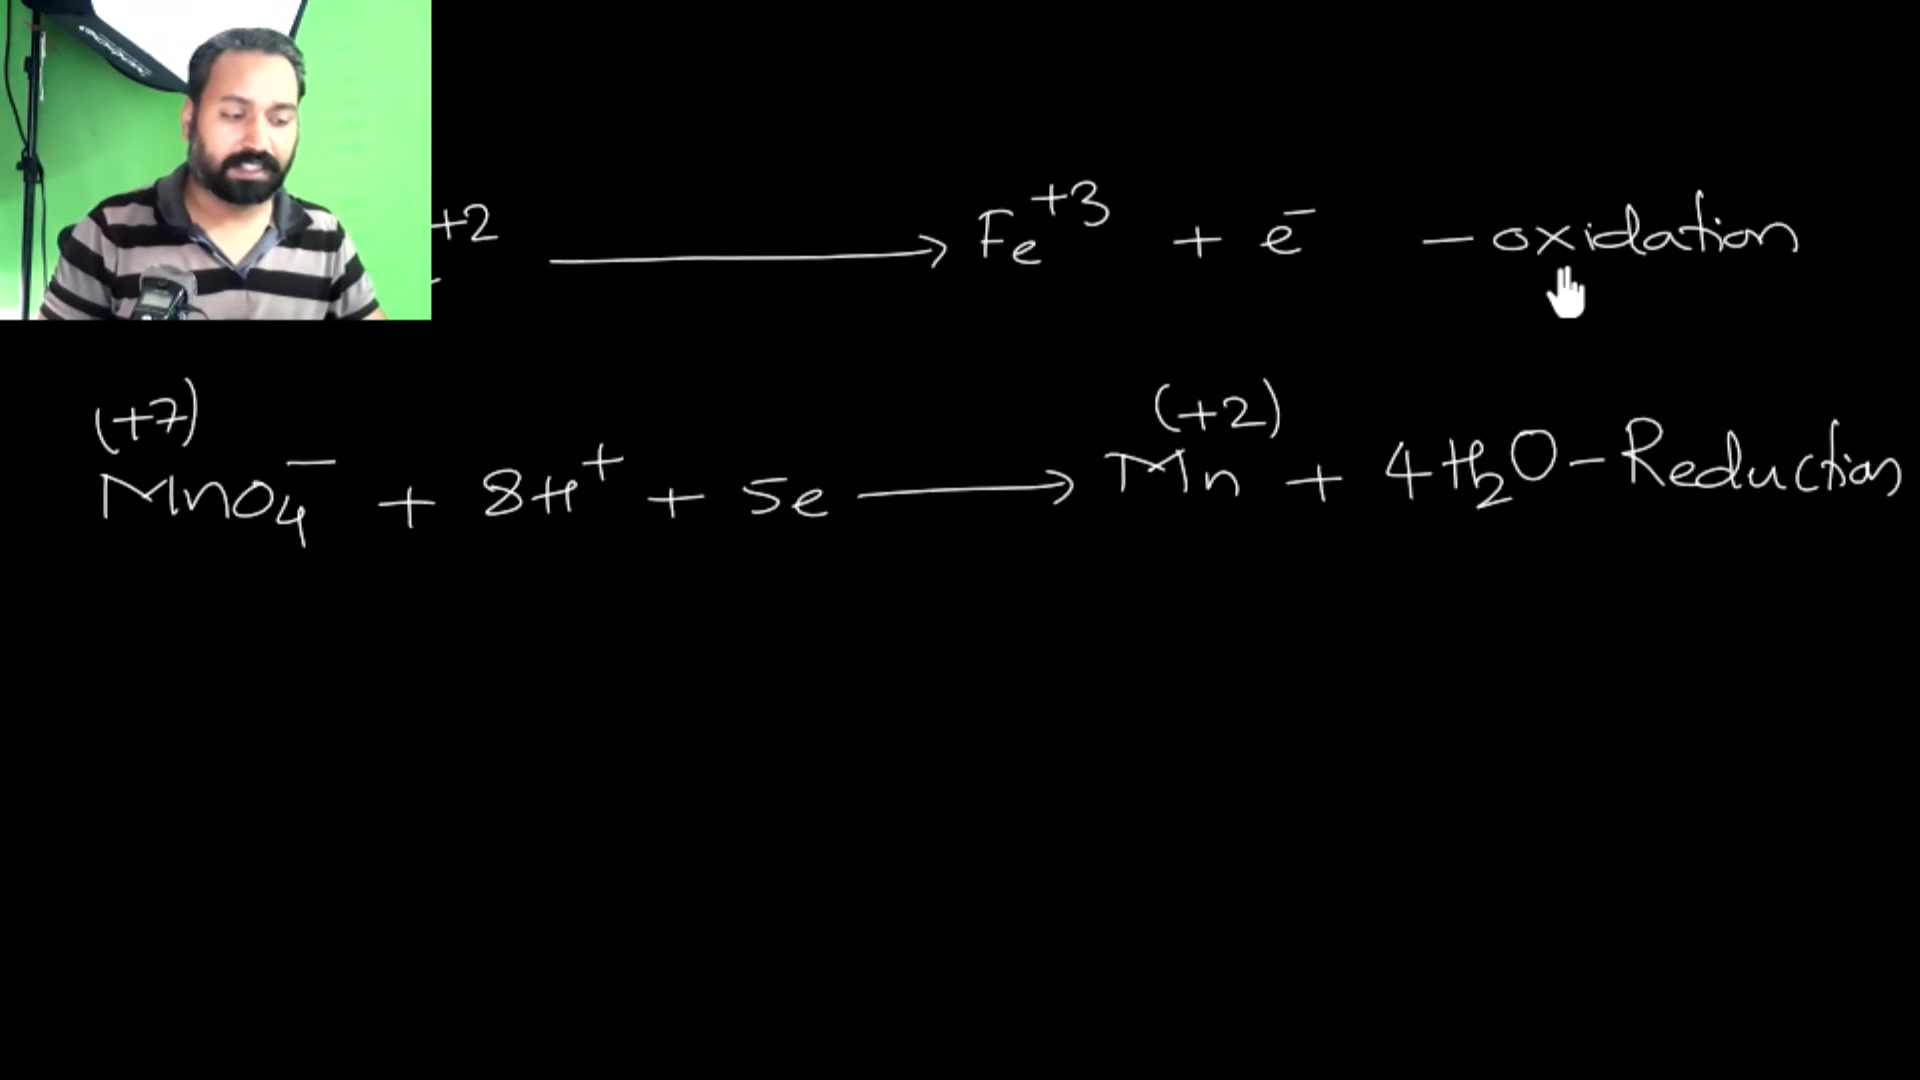 +2 ⟶ Fe⁺³ + e⁻ – oxidation
(+7) (+2)
MnO₄⁻ + 8H⁺ + 5e ⟶ Mn + 4H₂O – Reduction